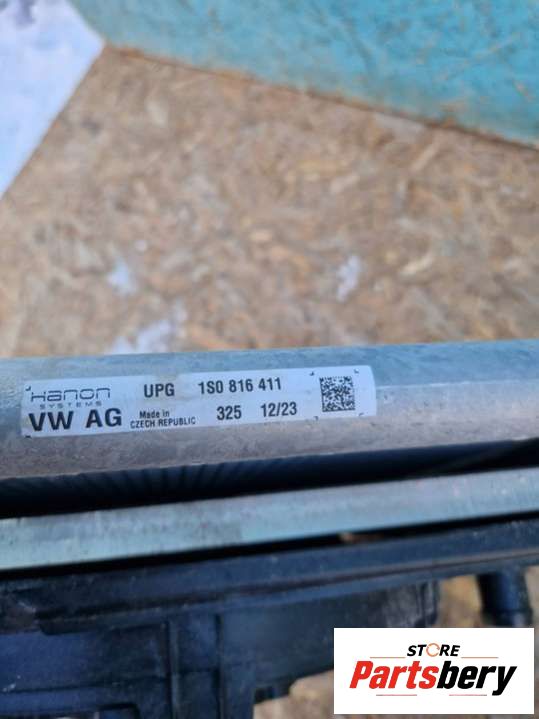 Hanon
SYSTEMS
UPG 1S0 816 411
VW AG Made in
CZECH REPUBLIC 325 12/23
STORE
Partsbery